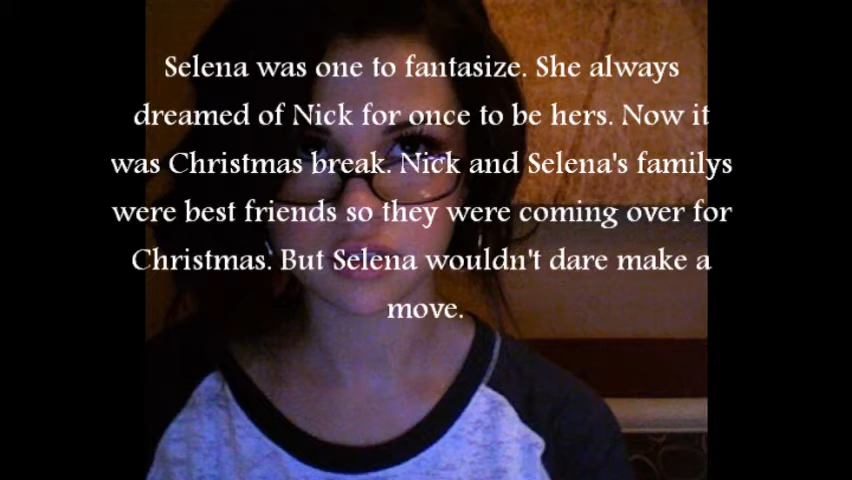 Selena was one to fantasize. She always
dreamed of Nick for once to be hers. Now it
was Christmas break. Nick and Selena's familys
were best friends so they were coming over for
Christmas. But Selena wouldn't dare make a
move.